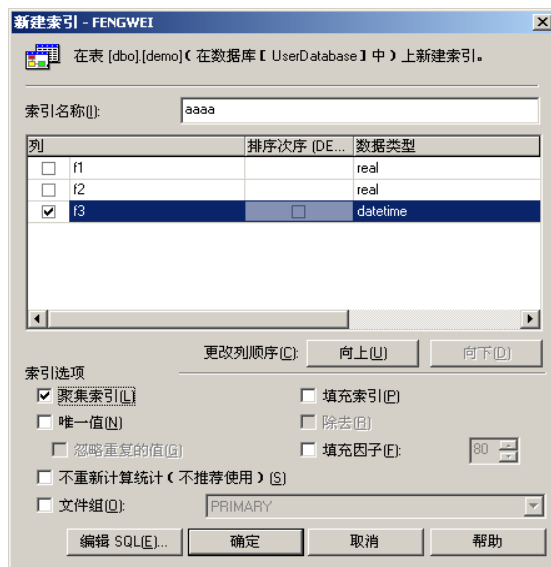 新建索引 - FENGWEI
在表 [dbo].[demo]（在数据库〖 UserDatabase 〗中）上新建索引。
索引名称(I): aaaa
列 排序次序 (DE... 数据类型
f1 real
f2 real
f3 datetime
更改列顺序(C): 向上(U) 向下(D)
索引选项
聚集索引(L) 填充索引(P)
唯一值(N) 除去(R)
忽略重复的值(G) 填充因子(F): 80
不重新计算统计（不推荐使用）(S)
文件组(O): PRIMARY
编辑 SQL(E)... 确定 取消 帮助